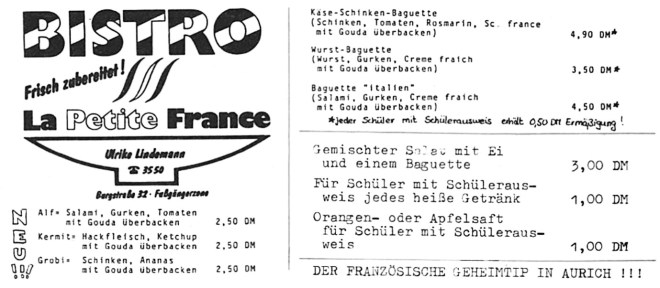 BISTRO
Frisch zubereitet!
La Petite France
Ulrike Lindemann
☎ 3550
Bergstraße 32 · Fußgängerzone
NEU!!!
Alf= Salami, Gurken, Tomaten
mit Gouda überbacken 2,50 DM
Kermit= Hackfleisch, Ketchup
mit Gouda überbacken 2,50 DM
Grobi= Schinken, Ananas
mit Gouda überbacken 2,50 DM
Käse-Schinken-Baguette
(Schinken, Tomaten, Rosmarin, Sc. france
mit Gouda überbacken) 4,90 DM*
Wurst-Baguette
(Wurst, Gurken, Creme fraich
mit Gouda überbacken) 3,50 DM*
Baguette "italien"
(Salami, Gurken, Creme fraich
mit Gouda überbacken) 4,50 DM*
*jeder Schüler mit Schülerausweis erhält 0,50 DM Ermäßigung!
Gemischter Salat mit Ei
und einem Baguette 3,00 DM
Für Schüler mit Schüleraus-
weis jedes heiße Getränk 1,00 DM
Orangen- oder Apfelsaft
für Schüler mit Schüleraus-
weis 1,00 DM
DER FRANZÖSISCHE GEHEIMTIP IN AURICH !!!